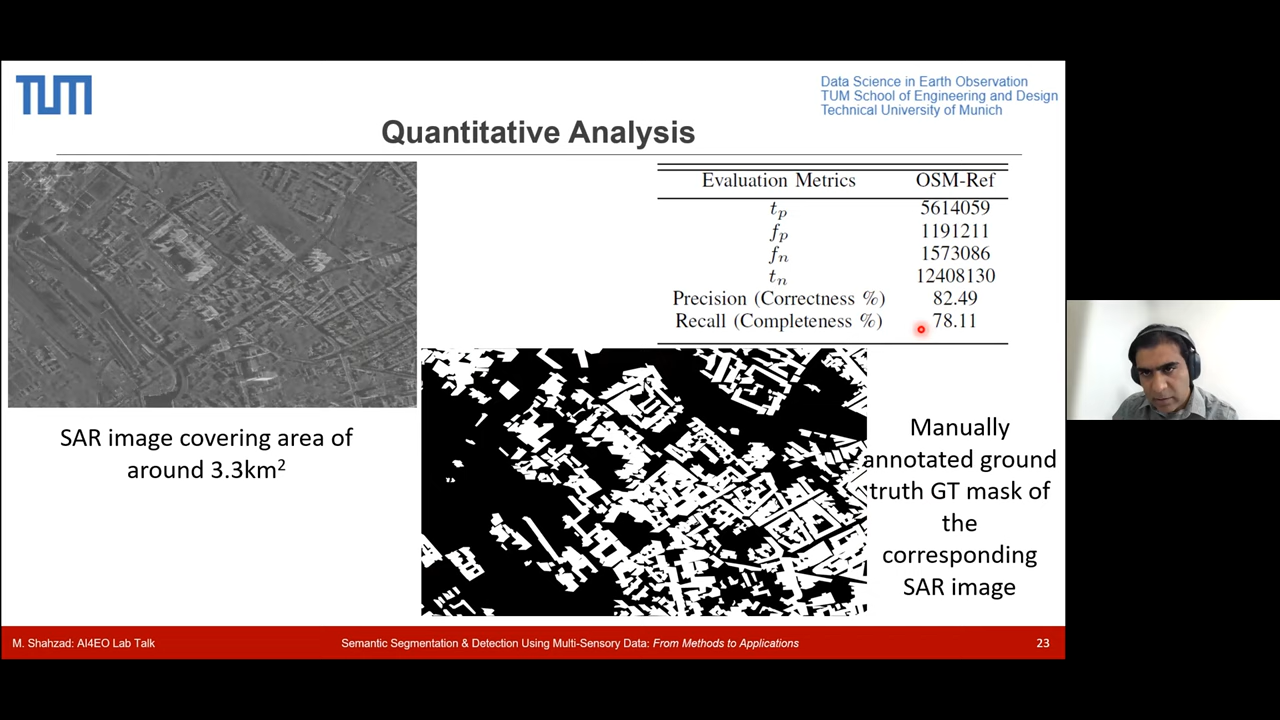 TUM
Data Science in Earth Observation
TUM School of Engineering and Design
Technical University of Munich
Quantitative Analysis
Evaluation Metrics OSM-Ref
tp 5614059
fp 1191211
fn 1573086
tn 12408130
Precision (Correctness %) 82.49
Recall (Completeness %) 78.11
SAR image covering area of
around 3.3km²
Manually
annotated ground
truth GT mask of
the
corresponding
SAR image
M. Shahzad: AI4EO Lab Talk
Semantic Segmentation & Detection Using Multi-Sensory Data: From Methods to Applications
23